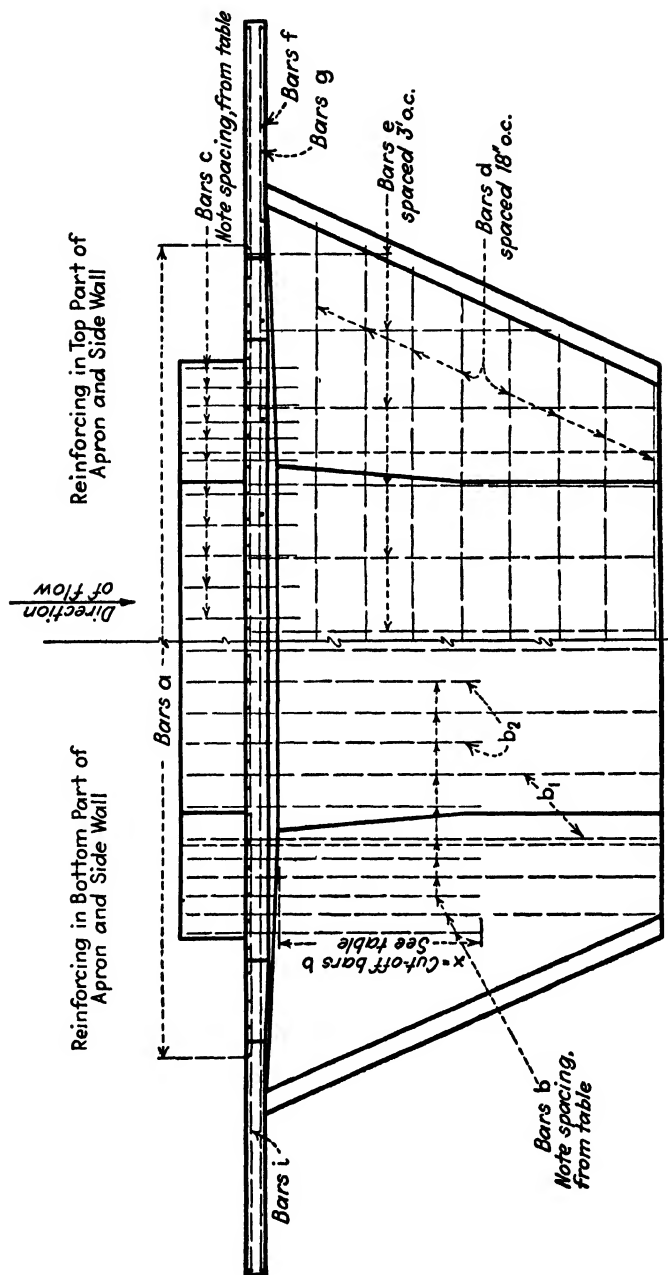 Reinforcing in Bottom Part of
Apron and Side Wall
Reinforcing in Top Part of
Apron and Side Wall
Direction
of flow
Bars a
Bars c
Note spacing, from table
Bars f
Bars g
Bars e
spaced 3' o.c.
Bars d
spaced 18" o.c.
b2
b1
x = Cut-off bars b
See table
Bars b
Note spacing,
from table
Bars i